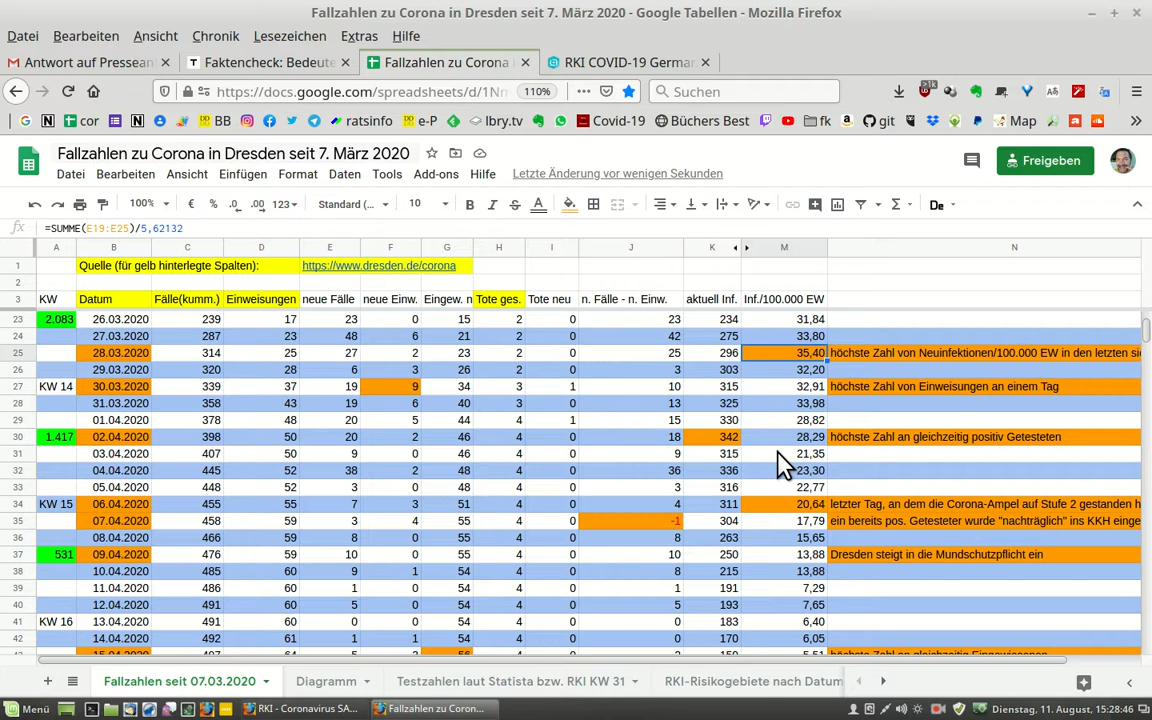 Fallzahlen zu Corona in Dresden seit 7. März 2020 - Google Tabellen - Mozilla Firefox
Datei Bearbeiten Ansicht Chronik Lesezeichen Extras Hilfe
Antwort auf Pressean
Faktencheck: Bedeute
Fallzahlen zu Corona i
RKI COVID-19 German
https://docs.google.com/spreadsheets/d/1Nm
110%
Suchen
cor
BB
ratsinfo
e-P
lbry.tv
Covid-19
Büchers Best
fk
git
Map
Fallzahlen zu Corona in Dresden seit 7. März 2020
Freigeben
Datei Bearbeiten Ansicht Einfügen Format Daten Tools Add-ons Hilfe
Letzte Änderung vor wenigen Sekunden
100% € % .0 .00 123 Standard (... 10 B I S A Σ De
fx =SUMME(E19:E25)/5,62132
A B C D E F G H I J K M N
1 Quelle (für gelb hinterlegte Spalten): https://www.dresden.de/corona
2
3 KW Datum Fälle(kumm.) Einweisungen neue Fälle neue Einw. Eingew. n Tote ges. Tote neu n. Fälle - n. Einw. aktuell Inf. Inf./100.000 EW
23 2.083 26.03.2020 239 17 23 0 15 2 0 23 234 31,84
24 27.03.2020 287 23 48 6 21 2 0 42 275 33,80
25 28.03.2020 314 25 27 2 23 2 0 25 296 35,40 höchste Zahl von Neuinfektionen/100.000 EW in den letzten si
26 29.03.2020 320 28 6 3 26 2 0 3 303 32,20
27 KW 14 30.03.2020 339 37 19 9 34 3 1 10 315 32,91 höchste Zahl von Einweisungen an einem Tag
28 31.03.2020 358 43 19 6 40 3 0 13 325 33,98
29 01.04.2020 378 48 20 5 44 4 1 15 330 28,82
30 1.417 02.04.2020 398 50 20 2 46 4 0 18 342 28,29 höchste Zahl an gleichzeitig positiv Getesteten
31 03.04.2020 407 50 9 0 46 4 0 9 315 21,35
32 04.04.2020 445 52 38 2 48 4 0 36 336 23,30
33 05.04.2020 448 52 3 0 48 4 0 3 316 22,77
34 KW 15 06.04.2020 455 55 7 3 51 4 0 4 311 20,64 letzter Tag, an dem die Corona-Ampel auf Stufe 2 gestanden h
35 07.04.2020 458 59 3 4 55 4 0 -1 304 17,79 ein bereits pos. Getesteter wurde "nachträglich" ins KKH einge
36 08.04.2020 466 59 8 0 55 4 0 8 263 15,65
37 531 09.04.2020 476 59 10 0 55 4 0 10 250 13,88 Dresden steigt in die Mundschutzpflicht ein
38 10.04.2020 485 60 9 1 54 4 0 8 215 13,88
39 11.04.2020 486 60 1 0 54 4 0 1 191 7,29
40 12.04.2020 491 60 5 0 54 4 0 5 193 7,65
41 KW 16 13.04.2020 491 60 0 0 54 4 0 0 183 6,40
42 14.04.2020 492 61 1 1 54 4 0 0 170 6,05
Fallzahlen seit 07.03.2020
Diagramm
Testzahlen laut Statista bzw. RKI KW 31
RKI-Risikogebiete nach Datum
Menü
RKI - Coronavirus SA...
Fallzahlen zu Coron...
Dienstag, 11. August, 15:28:46